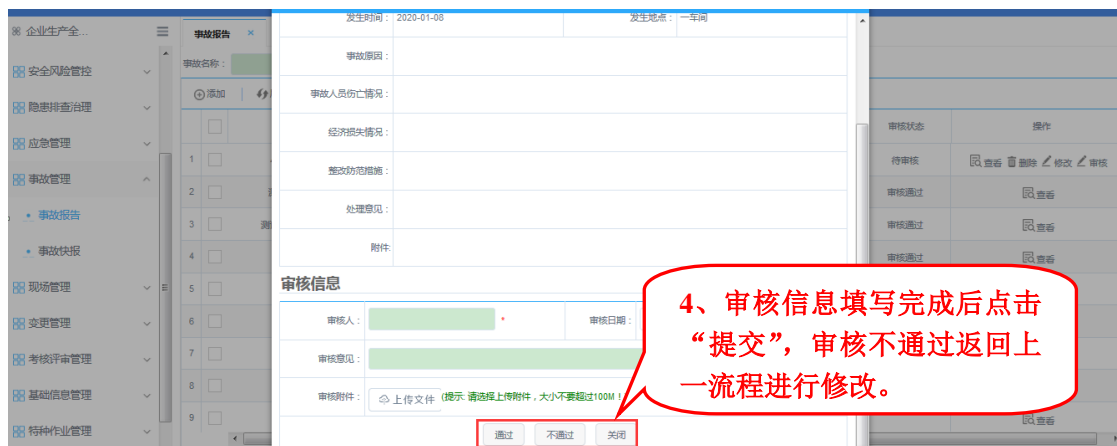 企业生产全...
安全风险管控
隐患排查治理
应急管理
事故管理
事故报告
事故快报
现场管理
变更管理
考核评审管理
基础信息管理
特种作业管理
事故报告 ×
事故名称：
添加
审核状态 操作
1 待审核 查看 删除 修改 审核
2 审核通过 查看
3 审核通过 查看
4 审核通过
5
6
7
8
9 查看
发生时间： 2020-01-08 发生地点： 一车间
事故原因：
事故人员伤亡情况：
经济损失情况：
整改防范措施：
处理意见：
附件:
审核信息
审核人： * 审核日期：
审核意见：
审核附件： 上传文件 (提示: 请选择上传附件，大小不要超过100M！
通过 不通过 关闭
4、审核信息填写完成后点击
“提交”，审核不通过返回上
一流程进行修改。